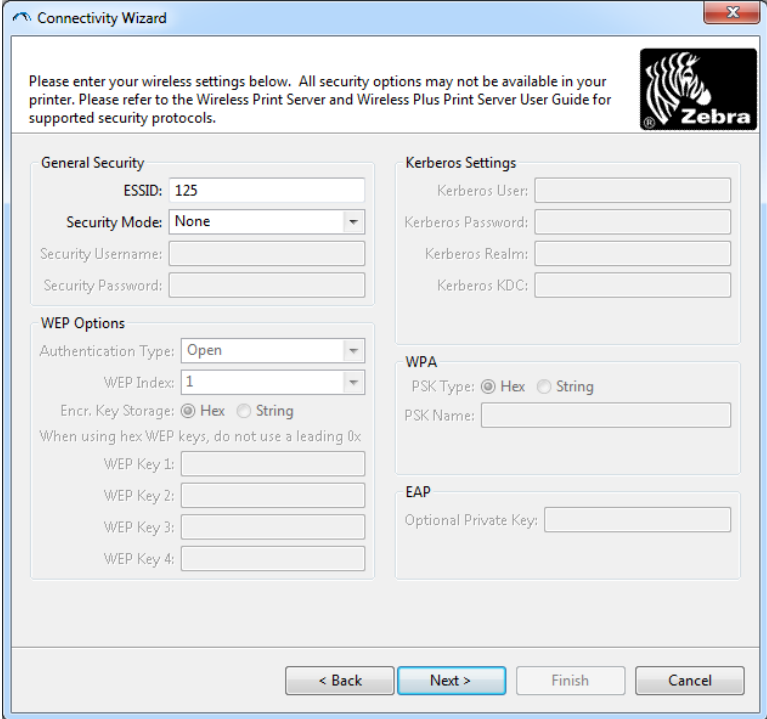 Connectivity Wizard
Please enter your wireless settings below. All security options may not be available in your
printer. Please refer to the Wireless Print Server and Wireless Plus Print Server User Guide for
supported security protocols.
® Zebra
General Security
ESSID: 125
Security Mode: None
Security Username:
Security Password:
WEP Options
Authentication Type: Open
WEP Index: 1
Encr. Key Storage: Hex String
When using hex WEP keys, do not use a leading 0x
WEP Key 1:
WEP Key 2:
WEP Key 3:
WEP Key 4:
Kerberos Settings
Kerberos User:
Kerberos Password:
Kerberos Realm:
Kerberos KDC:
WPA
PSK Type: Hex String
PSK Name:
EAP
Optional Private Key:
< Back Next > Finish Cancel